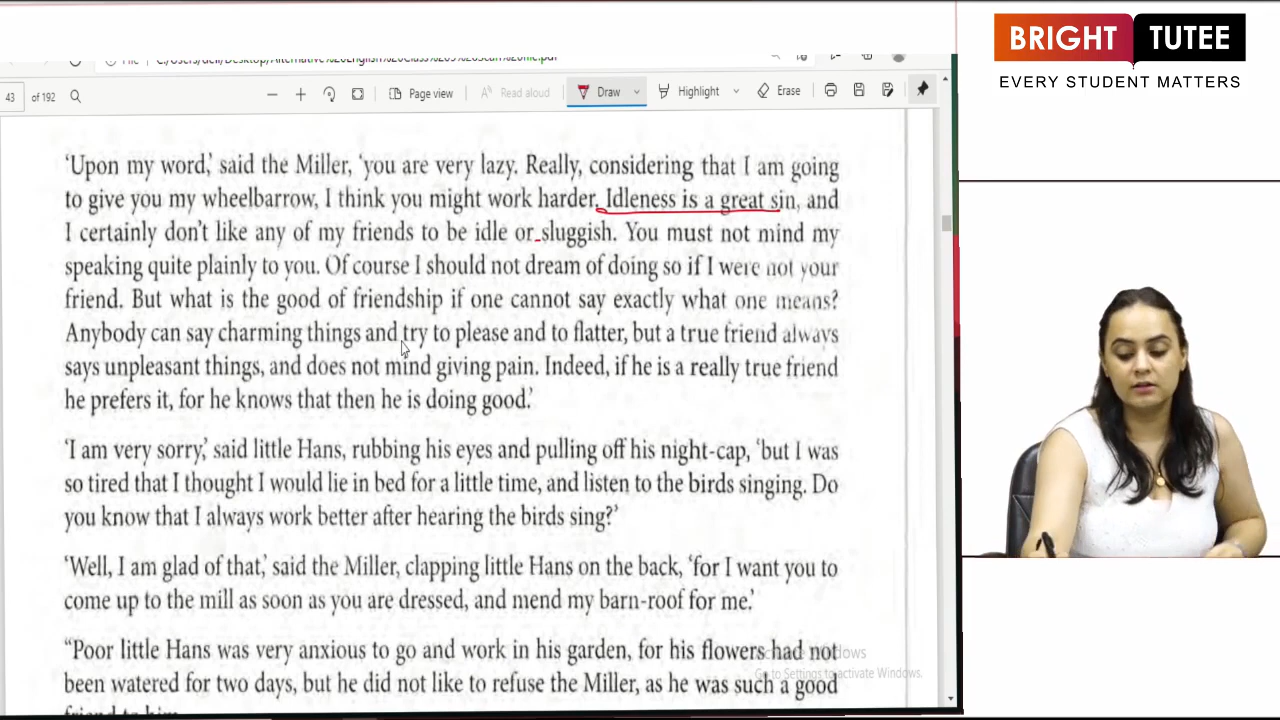 BRIGHT TUTEE
EVERY STUDENT MATTERS
43 of 192
Page view
Read aloud
Draw
Highlight
Erase
‘Upon my word,’ said the Miller, ‘you are very lazy. Really, considering that I am going
to give you my wheelbarrow, I think you might work harder. Idleness is a great sin, and
I certainly don’t like any of my friends to be idle or sluggish. You must not mind my
speaking quite plainly to you. Of course I should not dream of doing so if I were not your
friend. But what is the good of friendship if one cannot say exactly what one means?
Anybody can say charming things and try to please and to flatter, but a true friend always
says unpleasant things, and does not mind giving pain. Indeed, if he is a really true friend
he prefers it, for he knows that then he is doing good.’
‘I am very sorry,’ said little Hans, rubbing his eyes and pulling off his night-cap, ‘but I was
so tired that I thought I would lie in bed for a little time, and listen to the birds singing. Do
you know that I always work better after hearing the birds sing?’
‘Well, I am glad of that,’ said the Miller, clapping little Hans on the back, ‘for I want you to
come up to the mill as soon as you are dressed, and mend my barn-roof for me.’
“Poor little Hans was very anxious to go and work in his garden, for his flowers had not
been watered for two days, but he did not like to refuse the Miller, as he was such a good
Go to Settings to activate Windows.